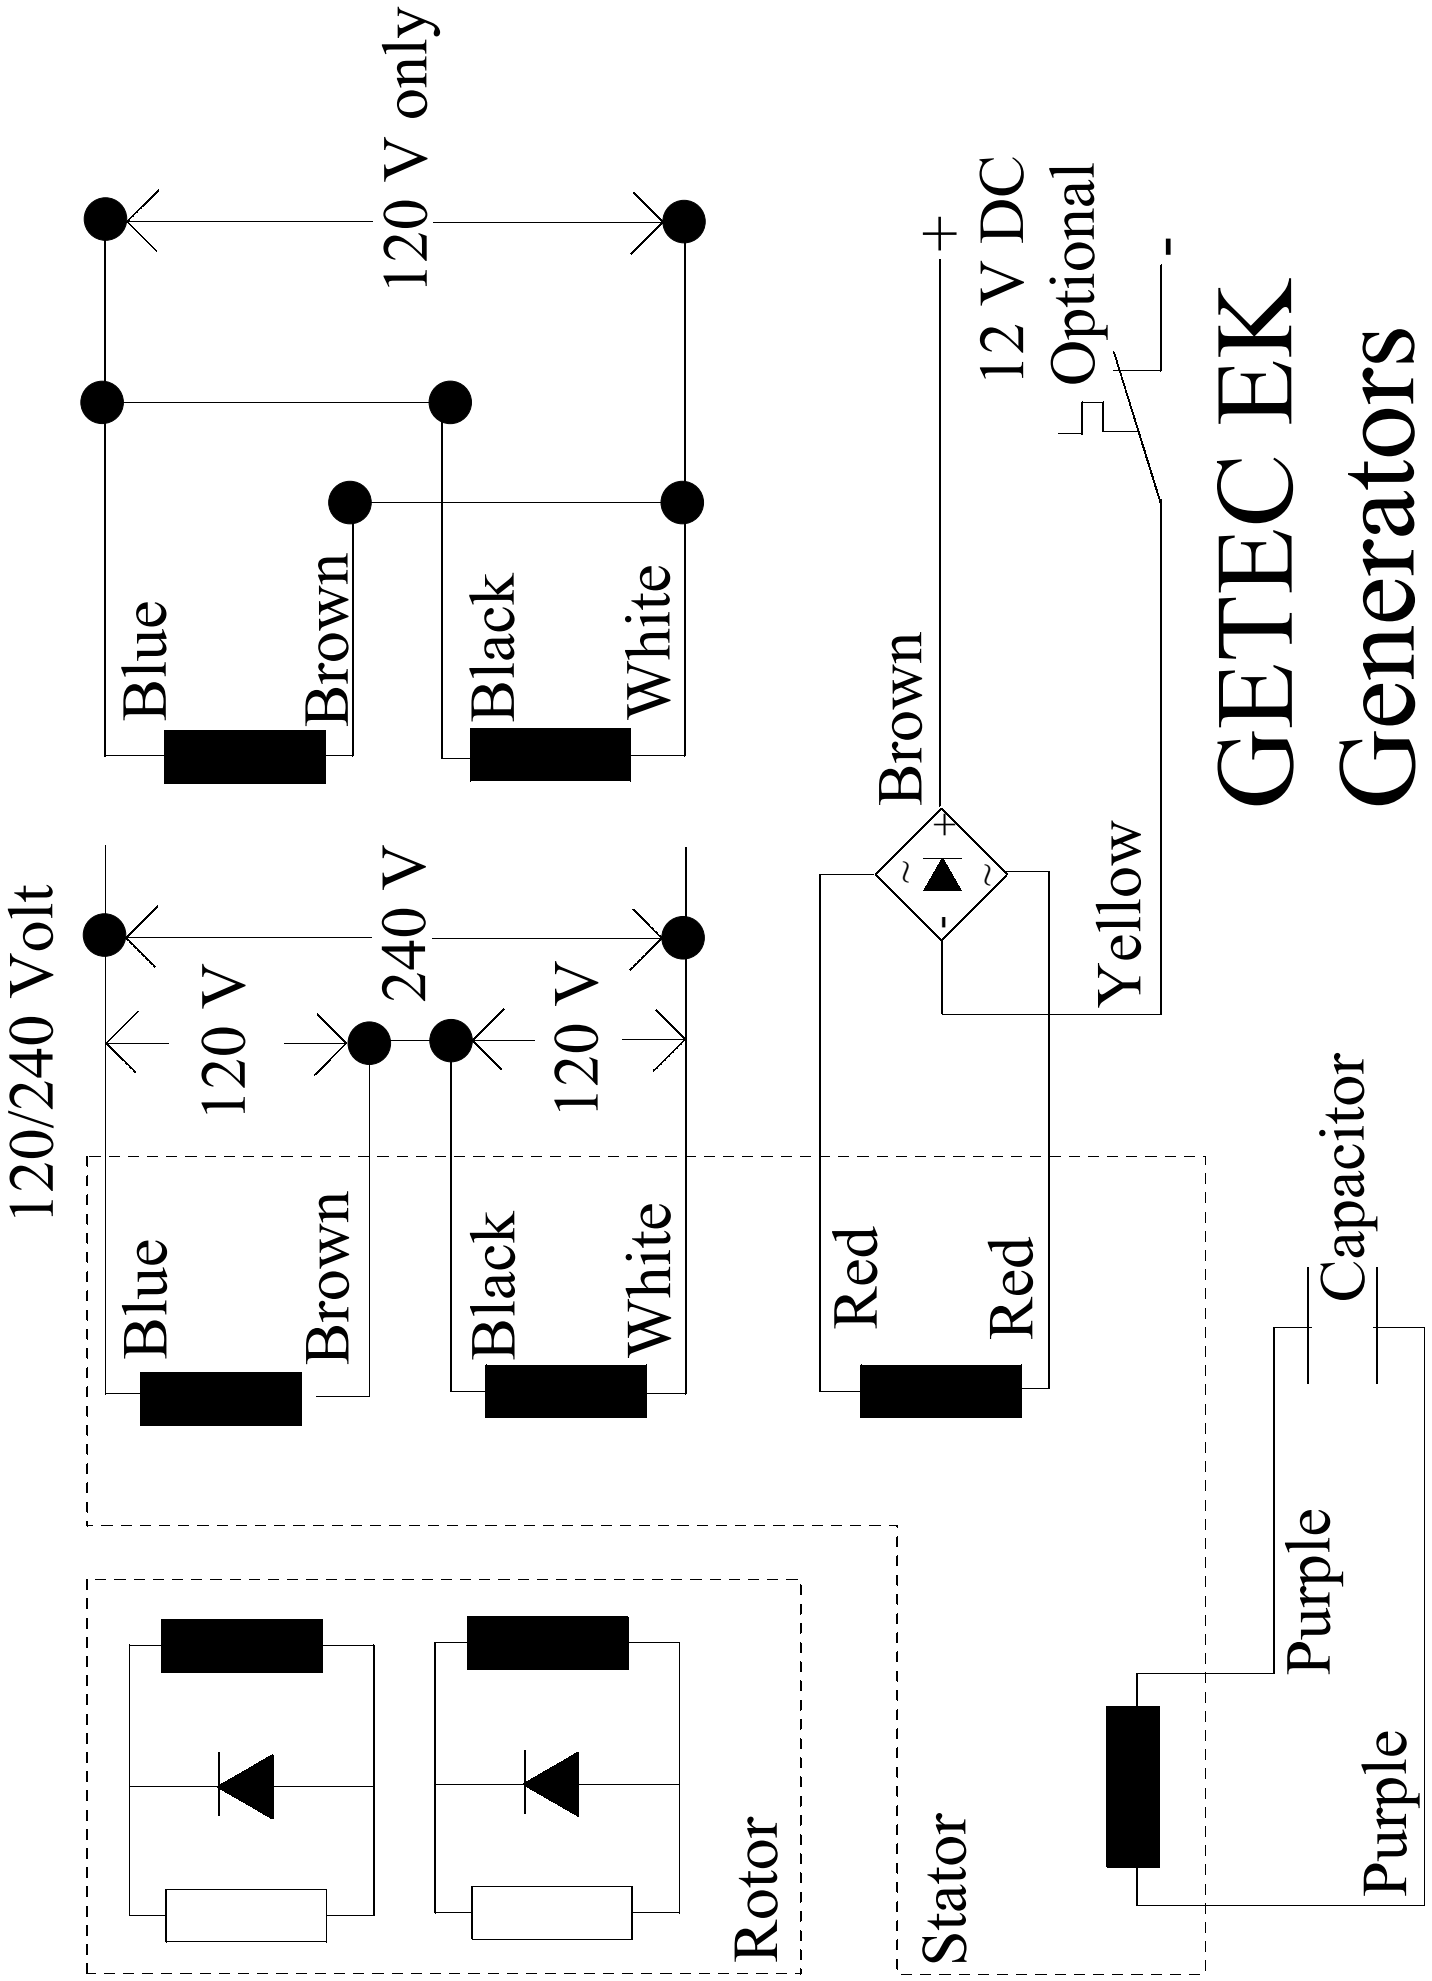 120/240 Volt
Blue
120 V
Brown
240 V
Black
120 V
White
Blue
Brown
120 V only
Black
White
Rotor
Stator
Red
Red
~
- +
~
Brown
+
12 V DC
Optional
-
Yellow
Purple
Purple
Capacitor
GETEC EK
Generators